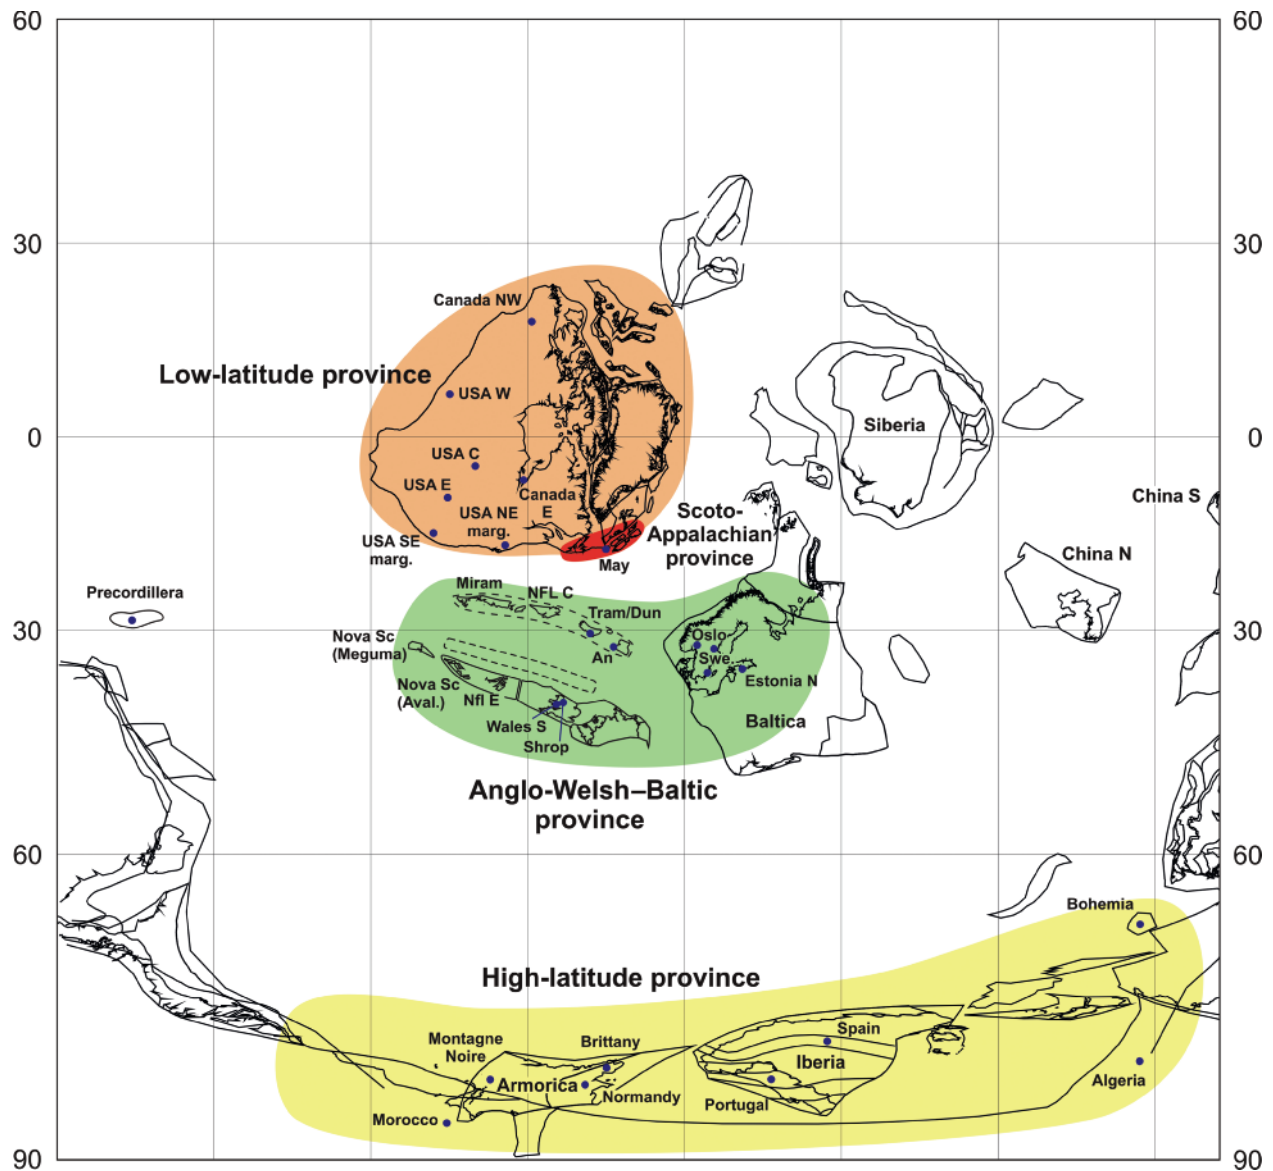 60
60
30
30
Canada NW
Low-latitude province
USA W
Siberia
0
0
USA C
USA E
Canada
E
China S
USA NE
marg.
Scoto-
Appalachian
province
USA SE
marg.
May
China N
Miram
NFL C
Precordillera
Tram/Dun
30
30
Nova Sc
(Meguma)
Oslo
An
Swe
Estonia N
Nova Sc
(Aval.)
Nfl E
Wales S
Baltica
Shrop
Anglo-Welsh–Baltic
province
60
60
Bohemia
High-latitude province
Montagne
Noire
Brittany
Spain
Iberia
Armorica
Normandy
Portugal
Algeria
Morocco
90
90